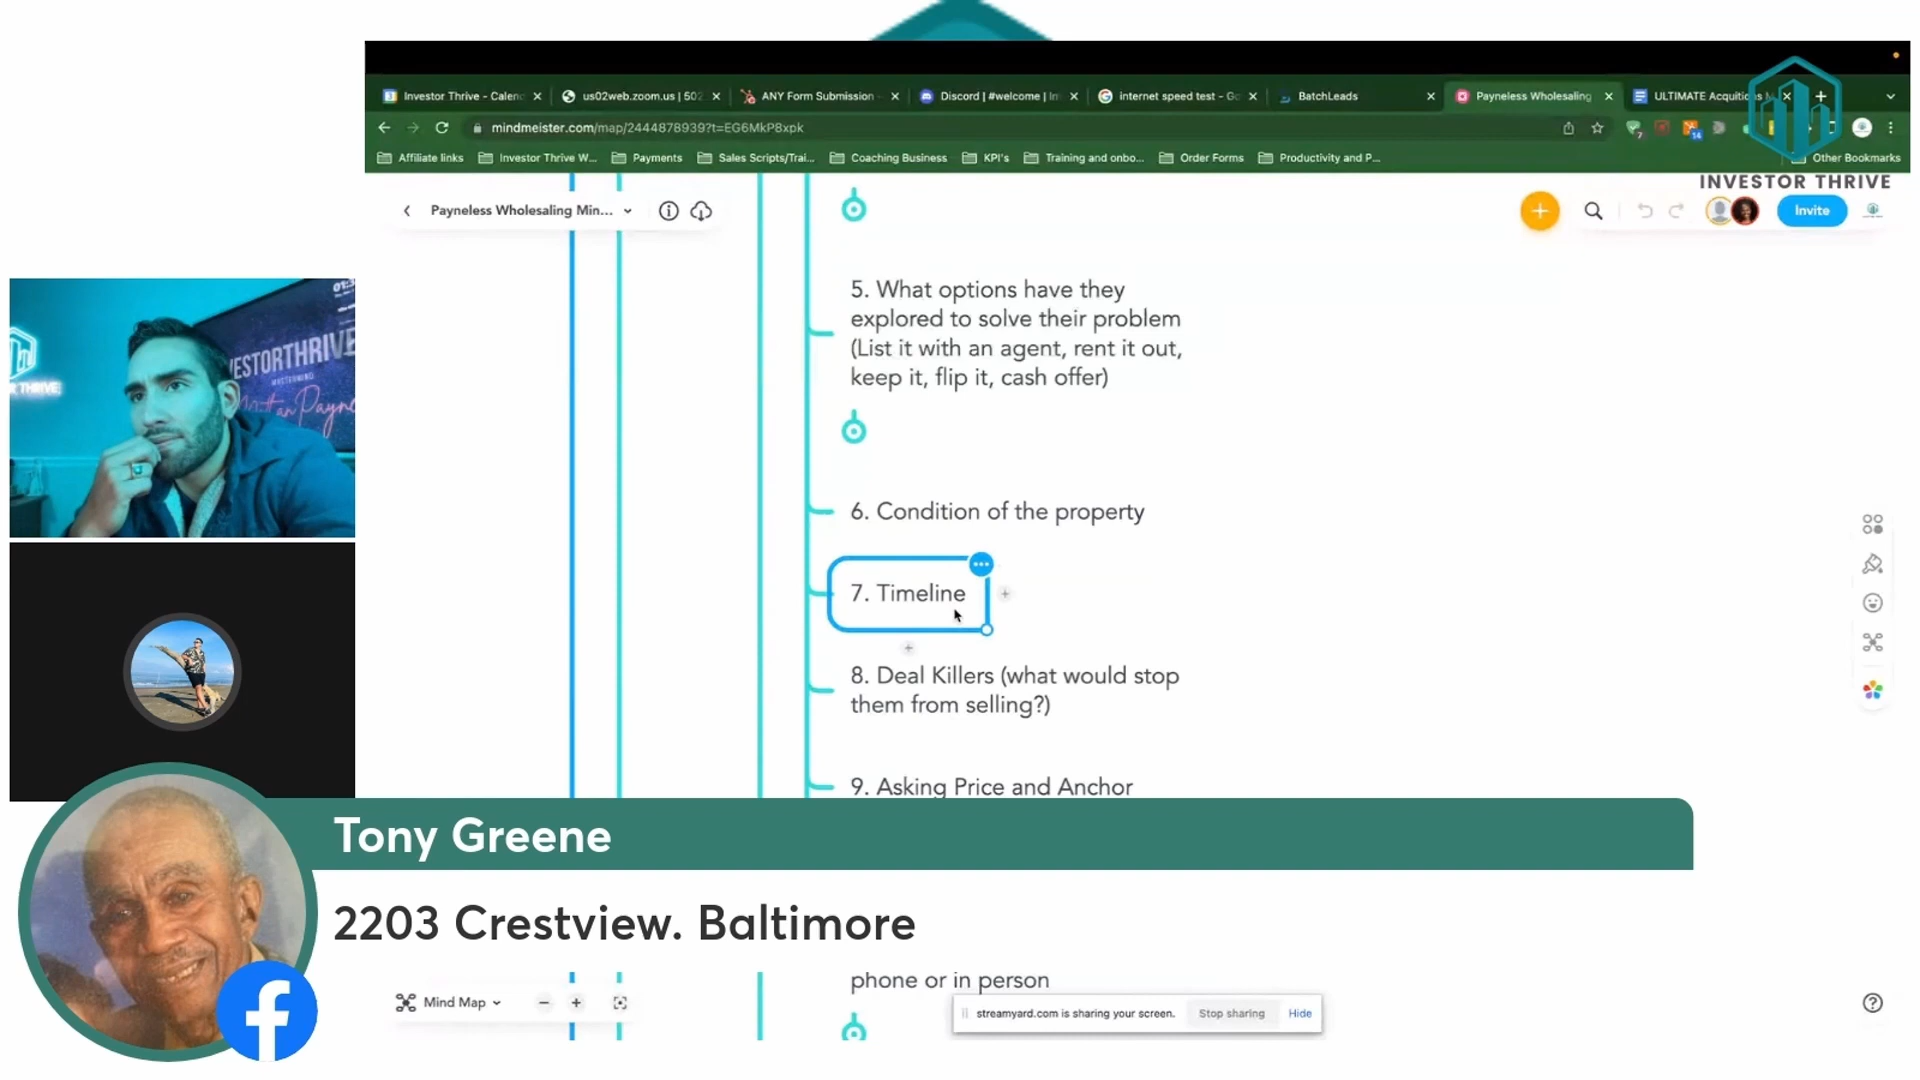 Investor Thrive - Calenc
us02web.zoom.us | 502
ANY Form Submission
Discord | #welcome | In
internet speed test - Go
BatchLeads
Payneless Wholesaling
ULTIMATE Acquitions M
mindmeister.com/map/2444878939?t=EG6MkP8xpk
7
14
Affiliate links
Investor Thrive W...
Payments
Sales Scripts/Trai...
Coaching Business
KPI's
Training and onbo...
Order Forms
Productivity and P...
Other Bookmarks
INVESTOR THRIVE
Payneless Wholesaling Min...
Invite
5. What options have they
explored to solve their problem
(List it with an agent, rent it out,
keep it, flip it, cash offer)
6. Condition of the property
7. Timeline
8. Deal Killers (what would stop
them from selling?)
9. Asking Price and Anchor
VESTORTHRIVE
R THRIVE
Tony Greene
2203 Crestview. Baltimore
phone or in person
Mind Map
streamyard.com is sharing your screen.
Stop sharing
Hide